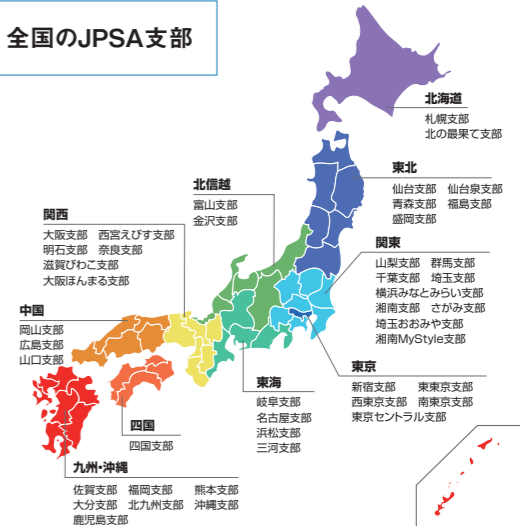 全国のJPSA支部
北海道
札幌支部
北の最果て支部
東北
仙台支部 仙台泉支部
青森支部 福島支部
盛岡支部
北信越
富山支部
金沢支部
関西
大阪支部 西宮えびす支部
明石支部 奈良支部
滋賀びわこ支部
大阪ほんまる支部
関東
山梨支部 群馬支部
千葉支部 埼玉支部
横浜みなとみらい支部
湘南支部 さがみ支部
埼玉おおみや支部
湘南MyStyle支部
中国
岡山支部
広島支部
山口支部
東京
新宿支部 東東京支部
西東京支部 南東京支部
東京セントラル支部
東海
岐阜支部
名古屋支部
浜松支部
三河支部
四国
四国支部
九州・沖縄
佐賀支部 福岡支部 熊本支部
大分支部 北九州支部 沖縄支部
鹿児島支部